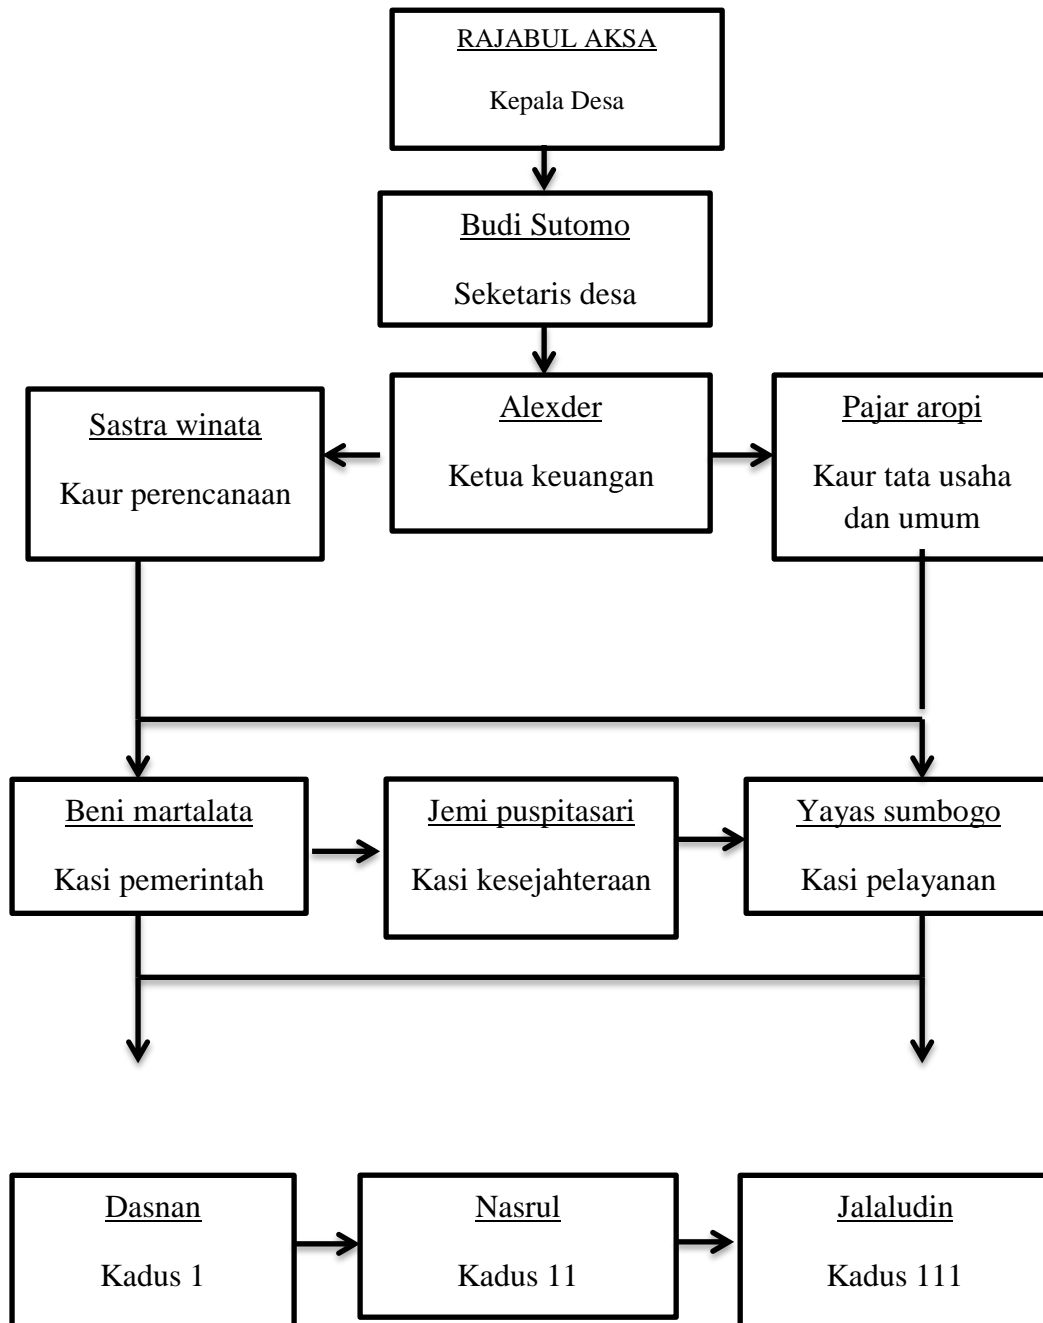 RAJABUL AKSA
Kepala Desa
Budi Sutomo
Seketaris desa
Sastra winata
Kaur perencanaan
Alexder
Ketua keuangan
Pajar aropi
Kaur tata usaha
dan umum
Beni martalata
Kasi pemerintah
Jemi puspitasari
Kasi kesejahteraan
Yayas sumbogo
Kasi pelayanan
Dasnan
Kadus 1
Nasrul
Kadus 11
Jalaludin
Kadus 111